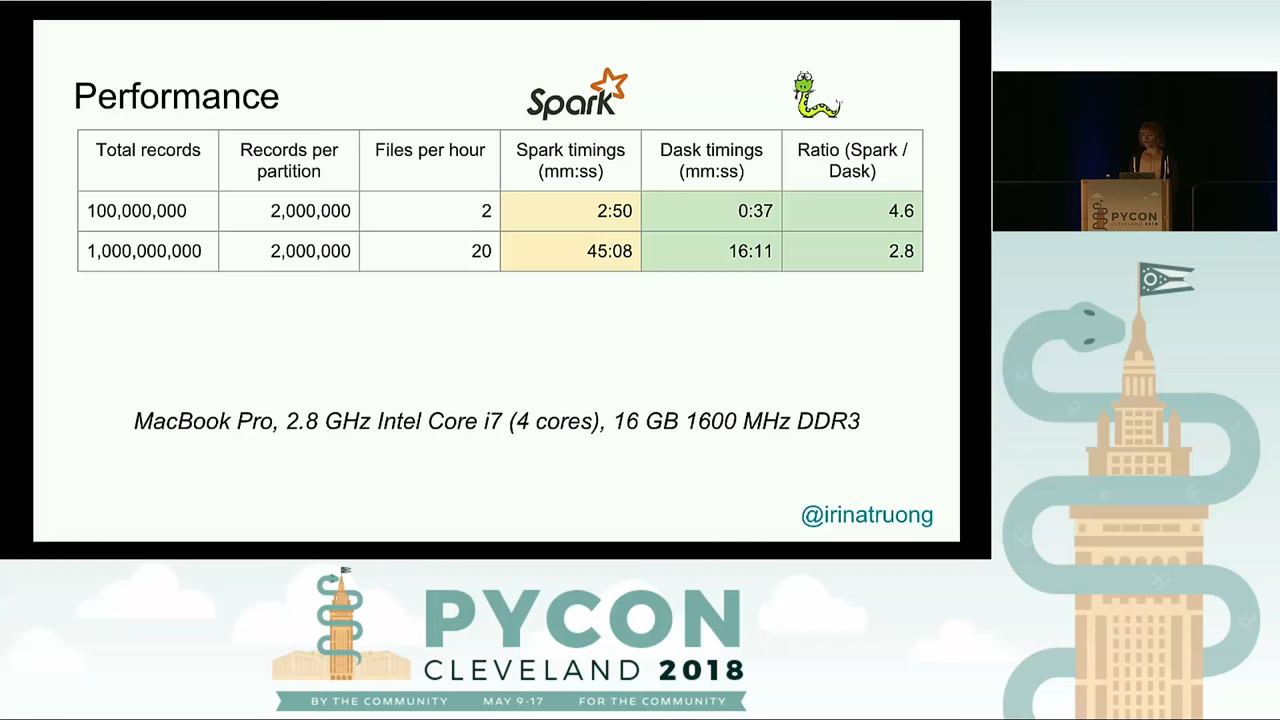 Performance
Spark
Total records
Records per
partition
Files per hour
Spark timings
(mm:ss)
Dask timings
(mm:ss)
Ratio (Spark /
Dask)
100,000,000 2,000,000 2 2:50 0:37 4.6
1,000,000,000 2,000,000 20 45:08 16:11 2.8
MacBook Pro, 2.8 GHz Intel Core i7 (4 cores), 16 GB 1600 MHz DDR3
@irinatruong
PYCON
CLEVELAND 2018
PYCON
CLEVELAND 2018
BY THE COMMUNITY MAY 9-17 FOR THE COMMUNITY